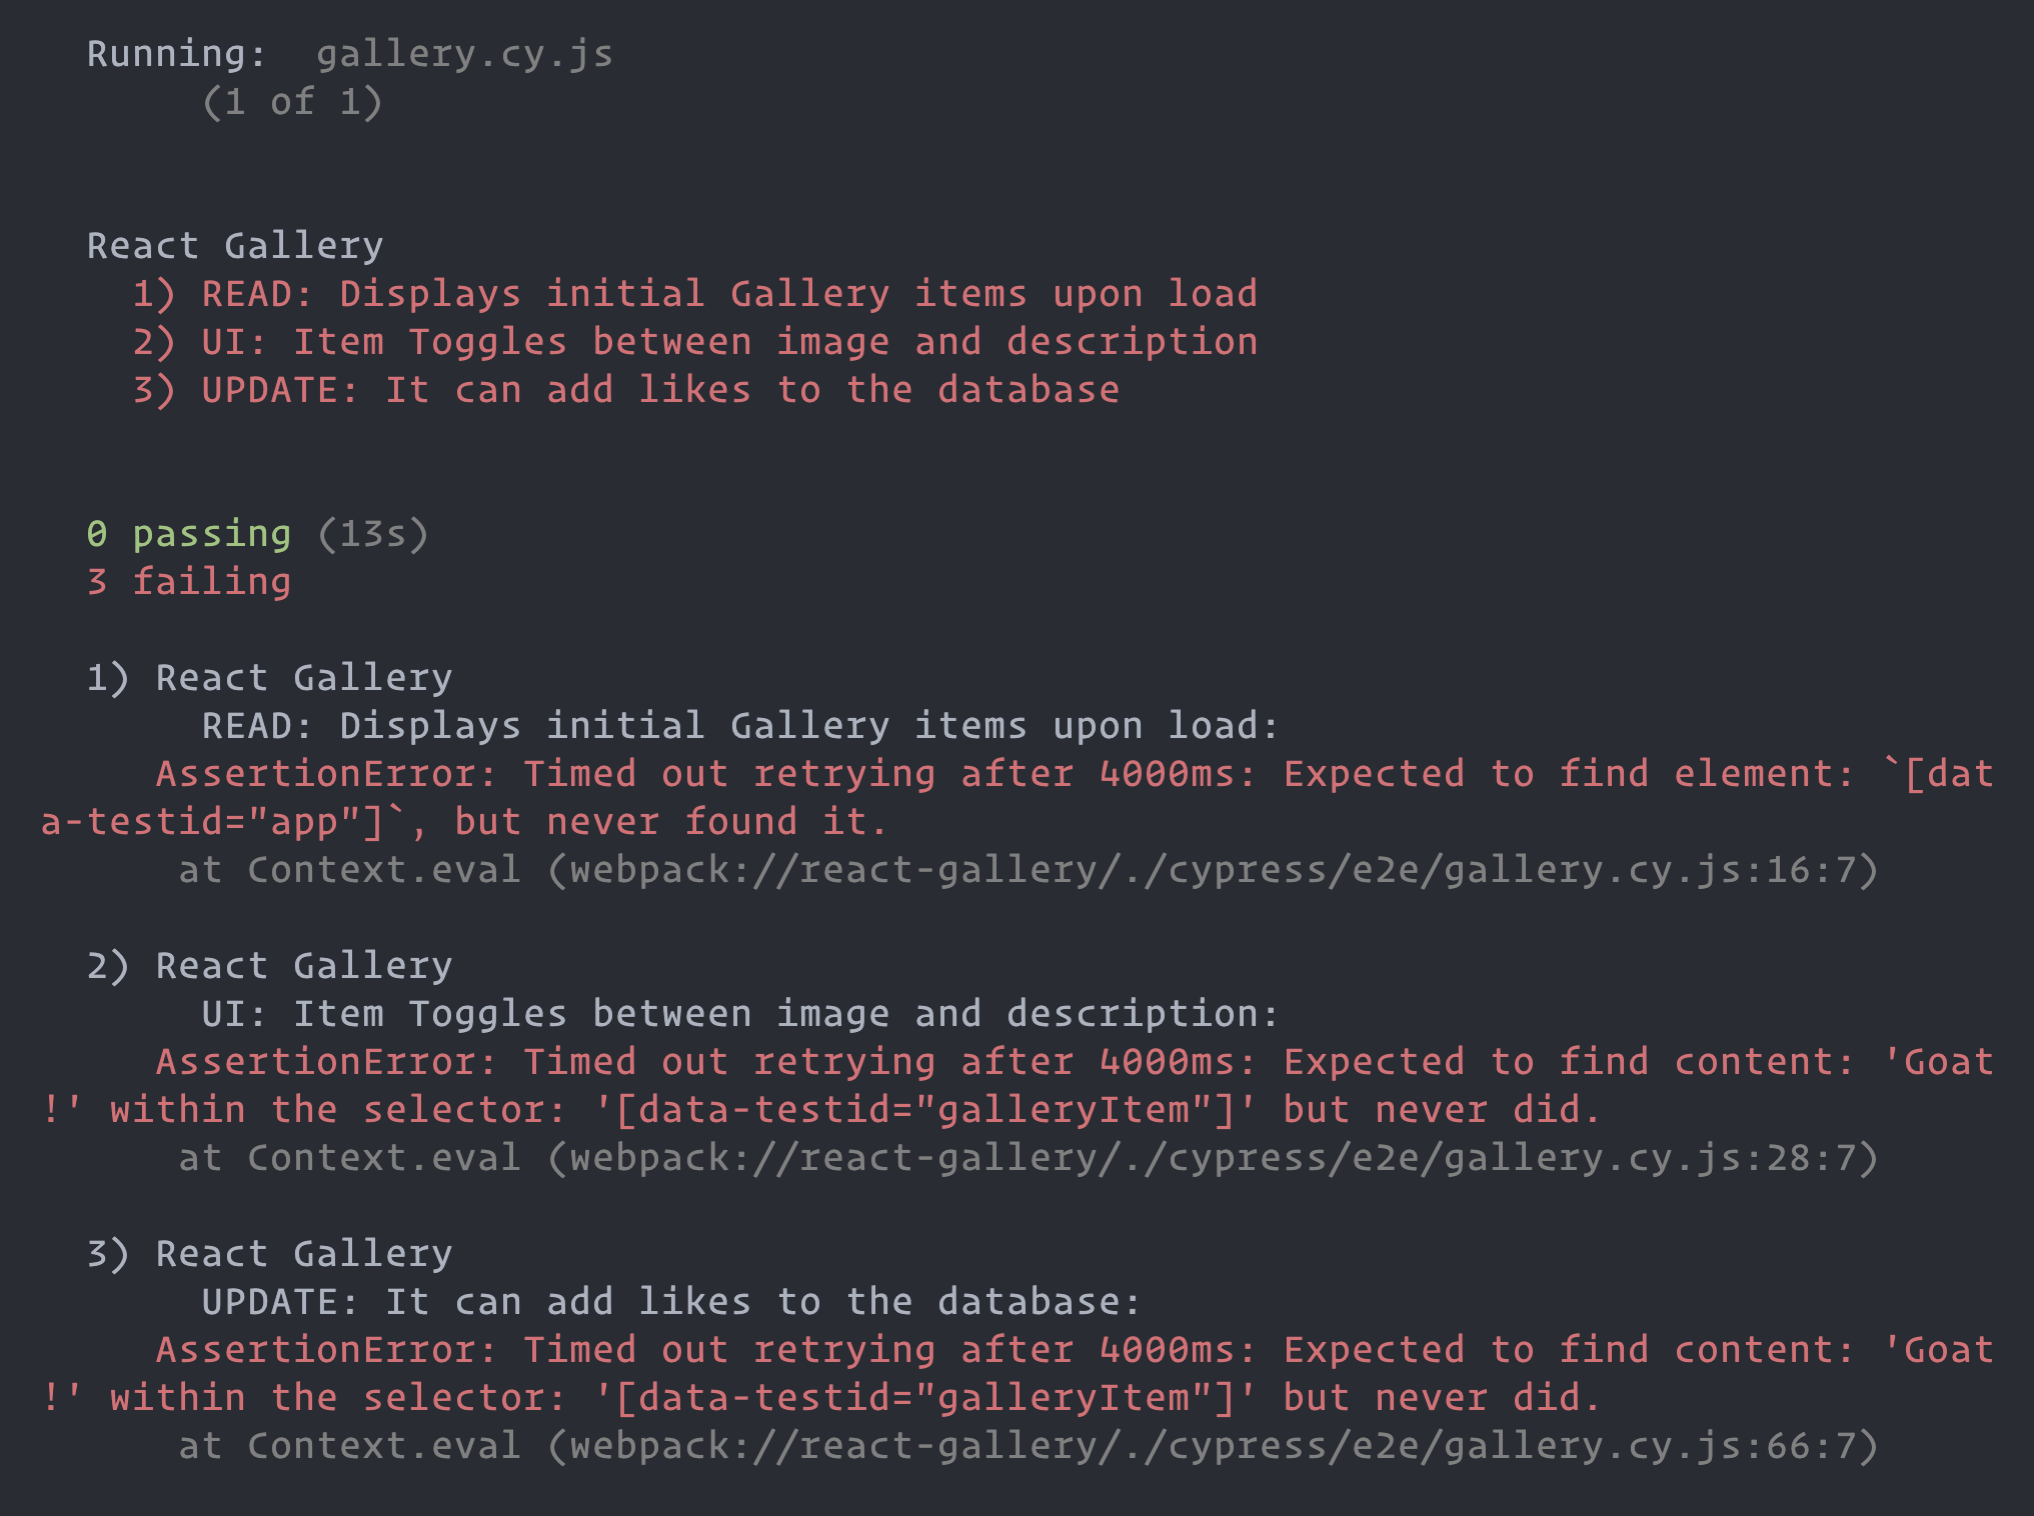 Running:  gallery.cy.js
(1 of 1)
React Gallery
1) READ: Displays initial Gallery items upon load
2) UI: Item Toggles between image and description
3) UPDATE: It can add likes to the database
0 passing (13s)
3 failing
1) React Gallery
READ: Displays initial Gallery items upon load:
AssertionError: Timed out retrying after 4000ms: Expected to find element: `[dat
a-testid="app"]`, but never found it.
at Context.eval (webpack://react-gallery/./cypress/e2e/gallery.cy.js:16:7)
2) React Gallery
UI: Item Toggles between image and description:
AssertionError: Timed out retrying after 4000ms: Expected to find content: 'Goat
!' within the selector: '[data-testid="galleryItem"]' but never did.
at Context.eval (webpack://react-gallery/./cypress/e2e/gallery.cy.js:28:7)
3) React Gallery
UPDATE: It can add likes to the database:
AssertionError: Timed out retrying after 4000ms: Expected to find content: 'Goat
!' within the selector: '[data-testid="galleryItem"]' but never did.
at Context.eval (webpack://react-gallery/./cypress/e2e/gallery.cy.js:66:7)